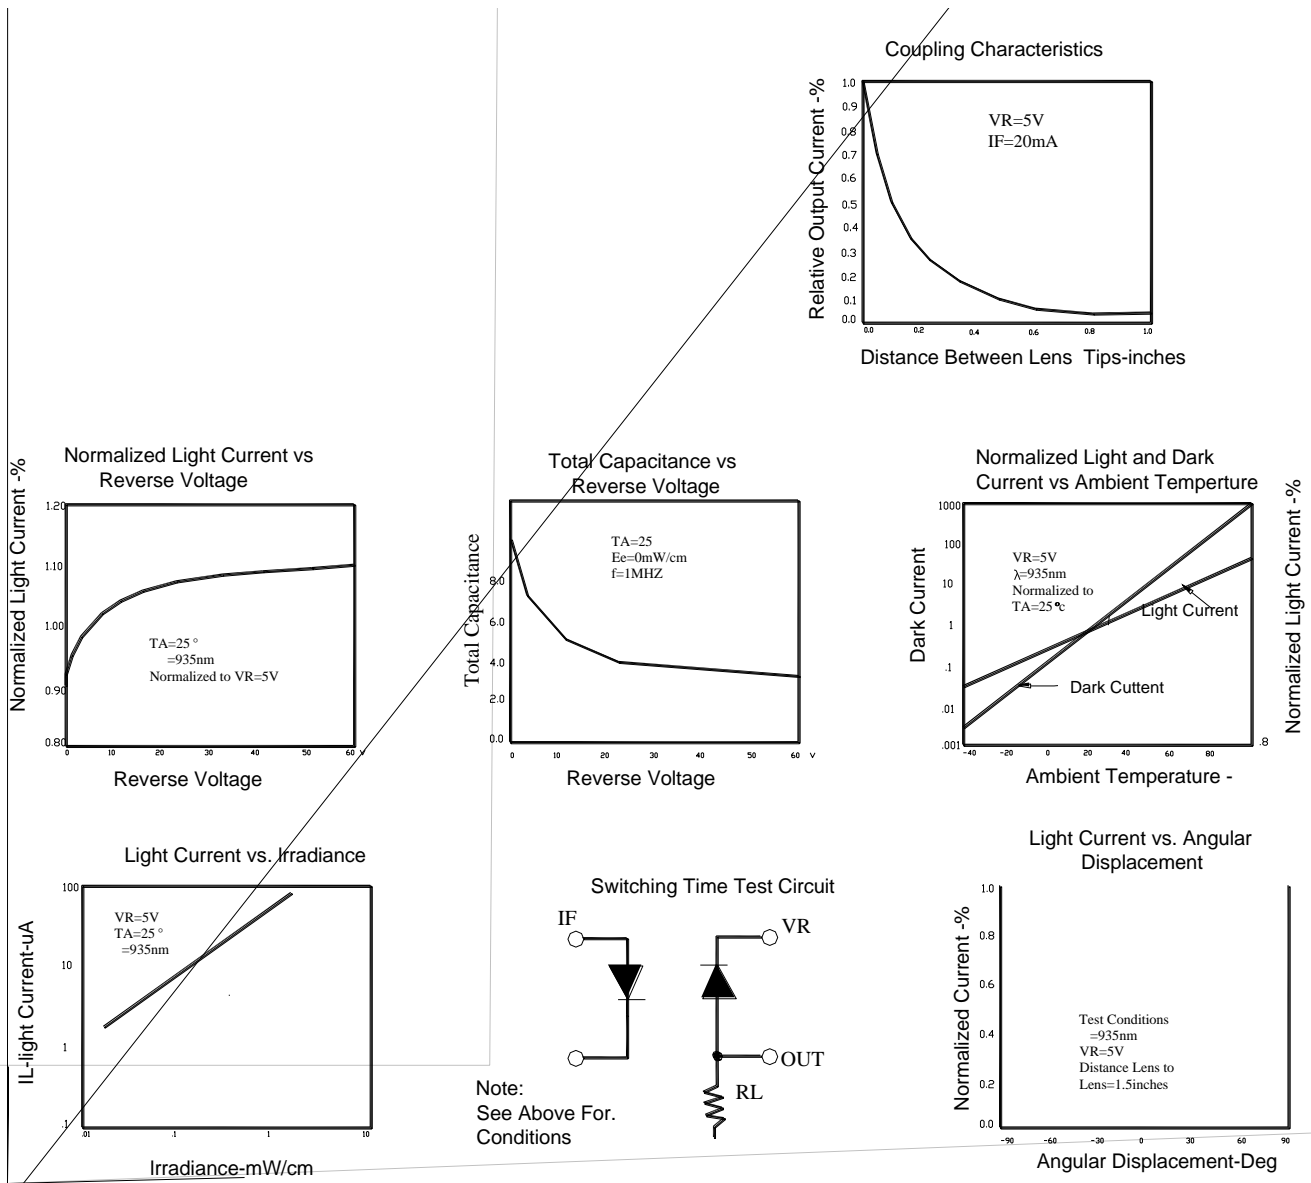 Coupling Characteristics
Relative Output Current -%
1.0
0.9
0.8
0.7
0.6
0.5
0.4
0.3
0.2
0.1
0.0
VR=5V
IF=20mA
0.0 0.2 0.4 0.6 0.8 1.0
Distance Between Lens Tips-inches
Normalized Light Current vs
Reverse Voltage
Normalized Light Current -%
1.20
1.10
1.00
0.90
0.80
TA=25 °
=935nm
Normalized to VR=5V
0 10 20 30 40 50 60 V
Reverse Voltage
Total Capacitance vs
Reverse Voltage
Total Capacitance
8.0
6.0
4.0
2.0
0.0
TA=25
Ee=0mW/cm
f=1MHZ
0 10 20 30 40 50 60 V
Reverse Voltage
Normalized Light and Dark
Current vs Ambient Temperture
Dark Current
1000
100
10
1
.1
.01
.001
VR=5V
λ=935nm
Normalized to
TA=25°c
Light Current
Dark Cuttent
Normalized Light Current -%
.8
-40 -20 0 20 40 60 80
Ambient Temperature -
Light Current vs. Irradiance
IL-light Current-uA
100
10
1
.1
VR=5V
TA=25 °
=935nm
.01 .1 1 10
Irradiance-mW/cm
Switching Time Test Circuit
IF
VR
OUT
RL
Note:
See Above For.
Conditions
Light Current vs. Angular
Displacement
Normalized Current -%
1.0
0.8
0.6
0.4
0.2
0.0
Test Conditions
=935nm
VR=5V
Distance Lens to
Lens=1.5inches
-90 -60 -30 0 30 60 90
Angular Displacement-Deg